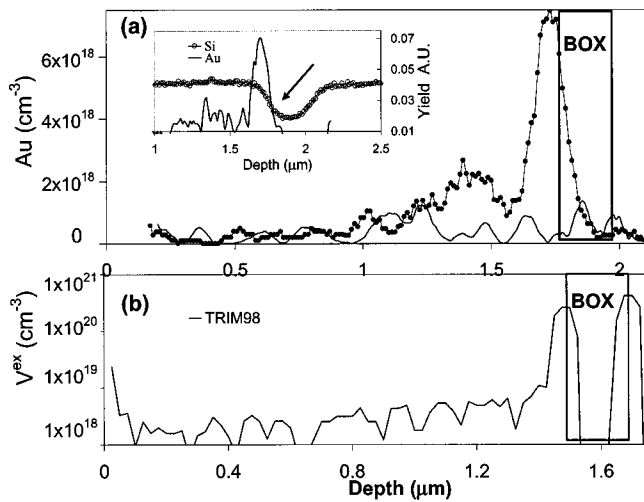 (a)
Si
Au
0.07
0.05
0.03
0.01
Yield A.U.
1
1.5
2
2.5
Depth (μm)
BOX
6x10¹⁸
4x10¹⁸
2x10¹⁸
0
Au (cm⁻³)
0
0.5
1
1.5
2
(b)
TRIM98
BOX
1x10²¹
1x10²⁰
1x10¹⁹
1x10¹⁸
Vᵉˣ (cm⁻³)
0
0.4
0.8
1.2
1.6
Depth (μm)